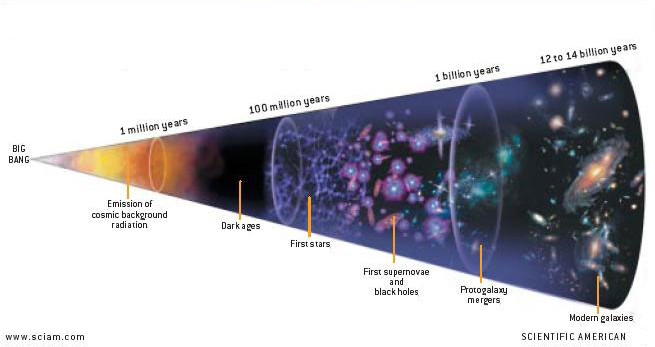 12 to 14 billion years
1 billion years
100 million years
1 million years
BIG
BANG
Emission of
cosmic background
radiation
Dark ages
First stars
First supernovae
and
black holes
Protogalaxy
mergers
Modern galaxies
www.sciam.com
SCIENTIFIC AMERICAN